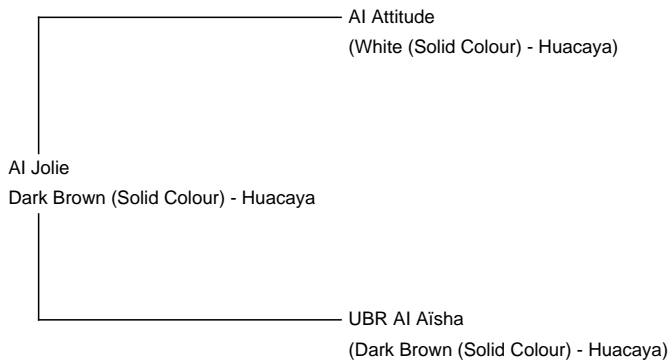 AI Attitude
(White (Solid Colour) - Huacaya)
AI Jolie
Dark Brown (Solid Colour) - Huacaya
UBR AI Aïsha
(Dark Brown (Solid Colour) - Huacaya)